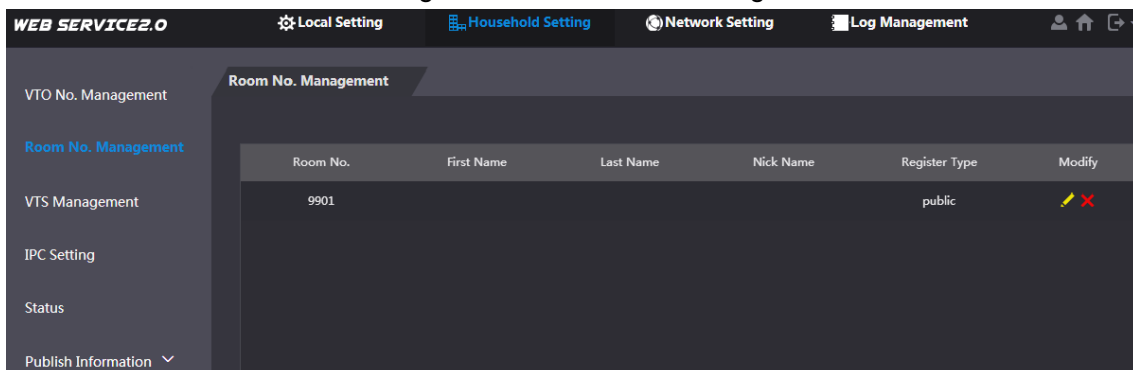 WEB SERVICE2.0 Local Setting Household Setting Network Setting Log Management
Room No. Management
VTO No. Management
Room No. Management
VTS Management
IPC Setting
Status
Publish Information
Room No. First Name Last Name Nick Name Register Type Modify
9901 public